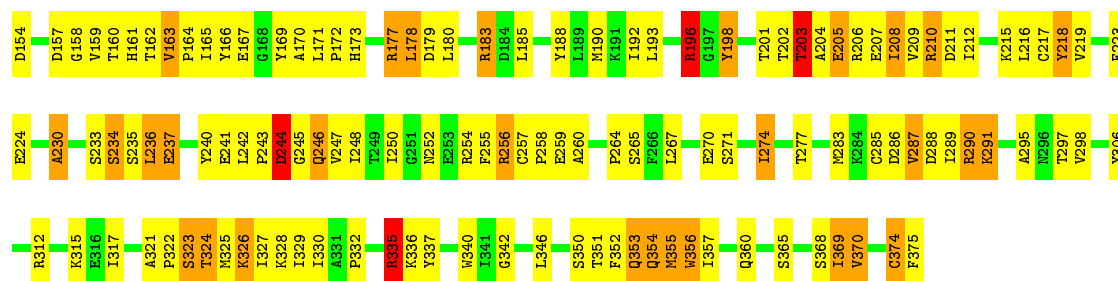 D154 D157 G158 V159 T160 H161 T162 V163 P164 I165 Y166 E167 G168 Y169 A170 L171 P172 H173 R177 L178 D179 L180 R183 D184 L185 Y188 L189 M190 K191 I192 L193 R196 G197 Y198 T201 T202 T203 A204 E205 R206 E207 I208 V209 R210 D211 I212 K215 L216 C217 Y218 V219
E224 A230 S233 S234 S235 L236 E237 Y240 E241 L242 P243 D244 G245 Q246 V247 I248 T249 I250 G251 N252 E253 R254 F255 R256 C257 P258 E259 A260 P264 S265 F266 L267 E270 S271 I274 T277 M283 K284 C285 D286 V287 D288 I289 R290 K291 A295 N296 T297 V298
R312 K315 E316 I317 A321 P322 S323 T324 M325 K326 I327 K328 I329 I330 A331 P332 R335 K336 Y337 W340 I341 G342 L346 S350 T351 F352 Q353 Q354 M355 W356 I357 Q360 S365 S368 I369 V370 C374 F375